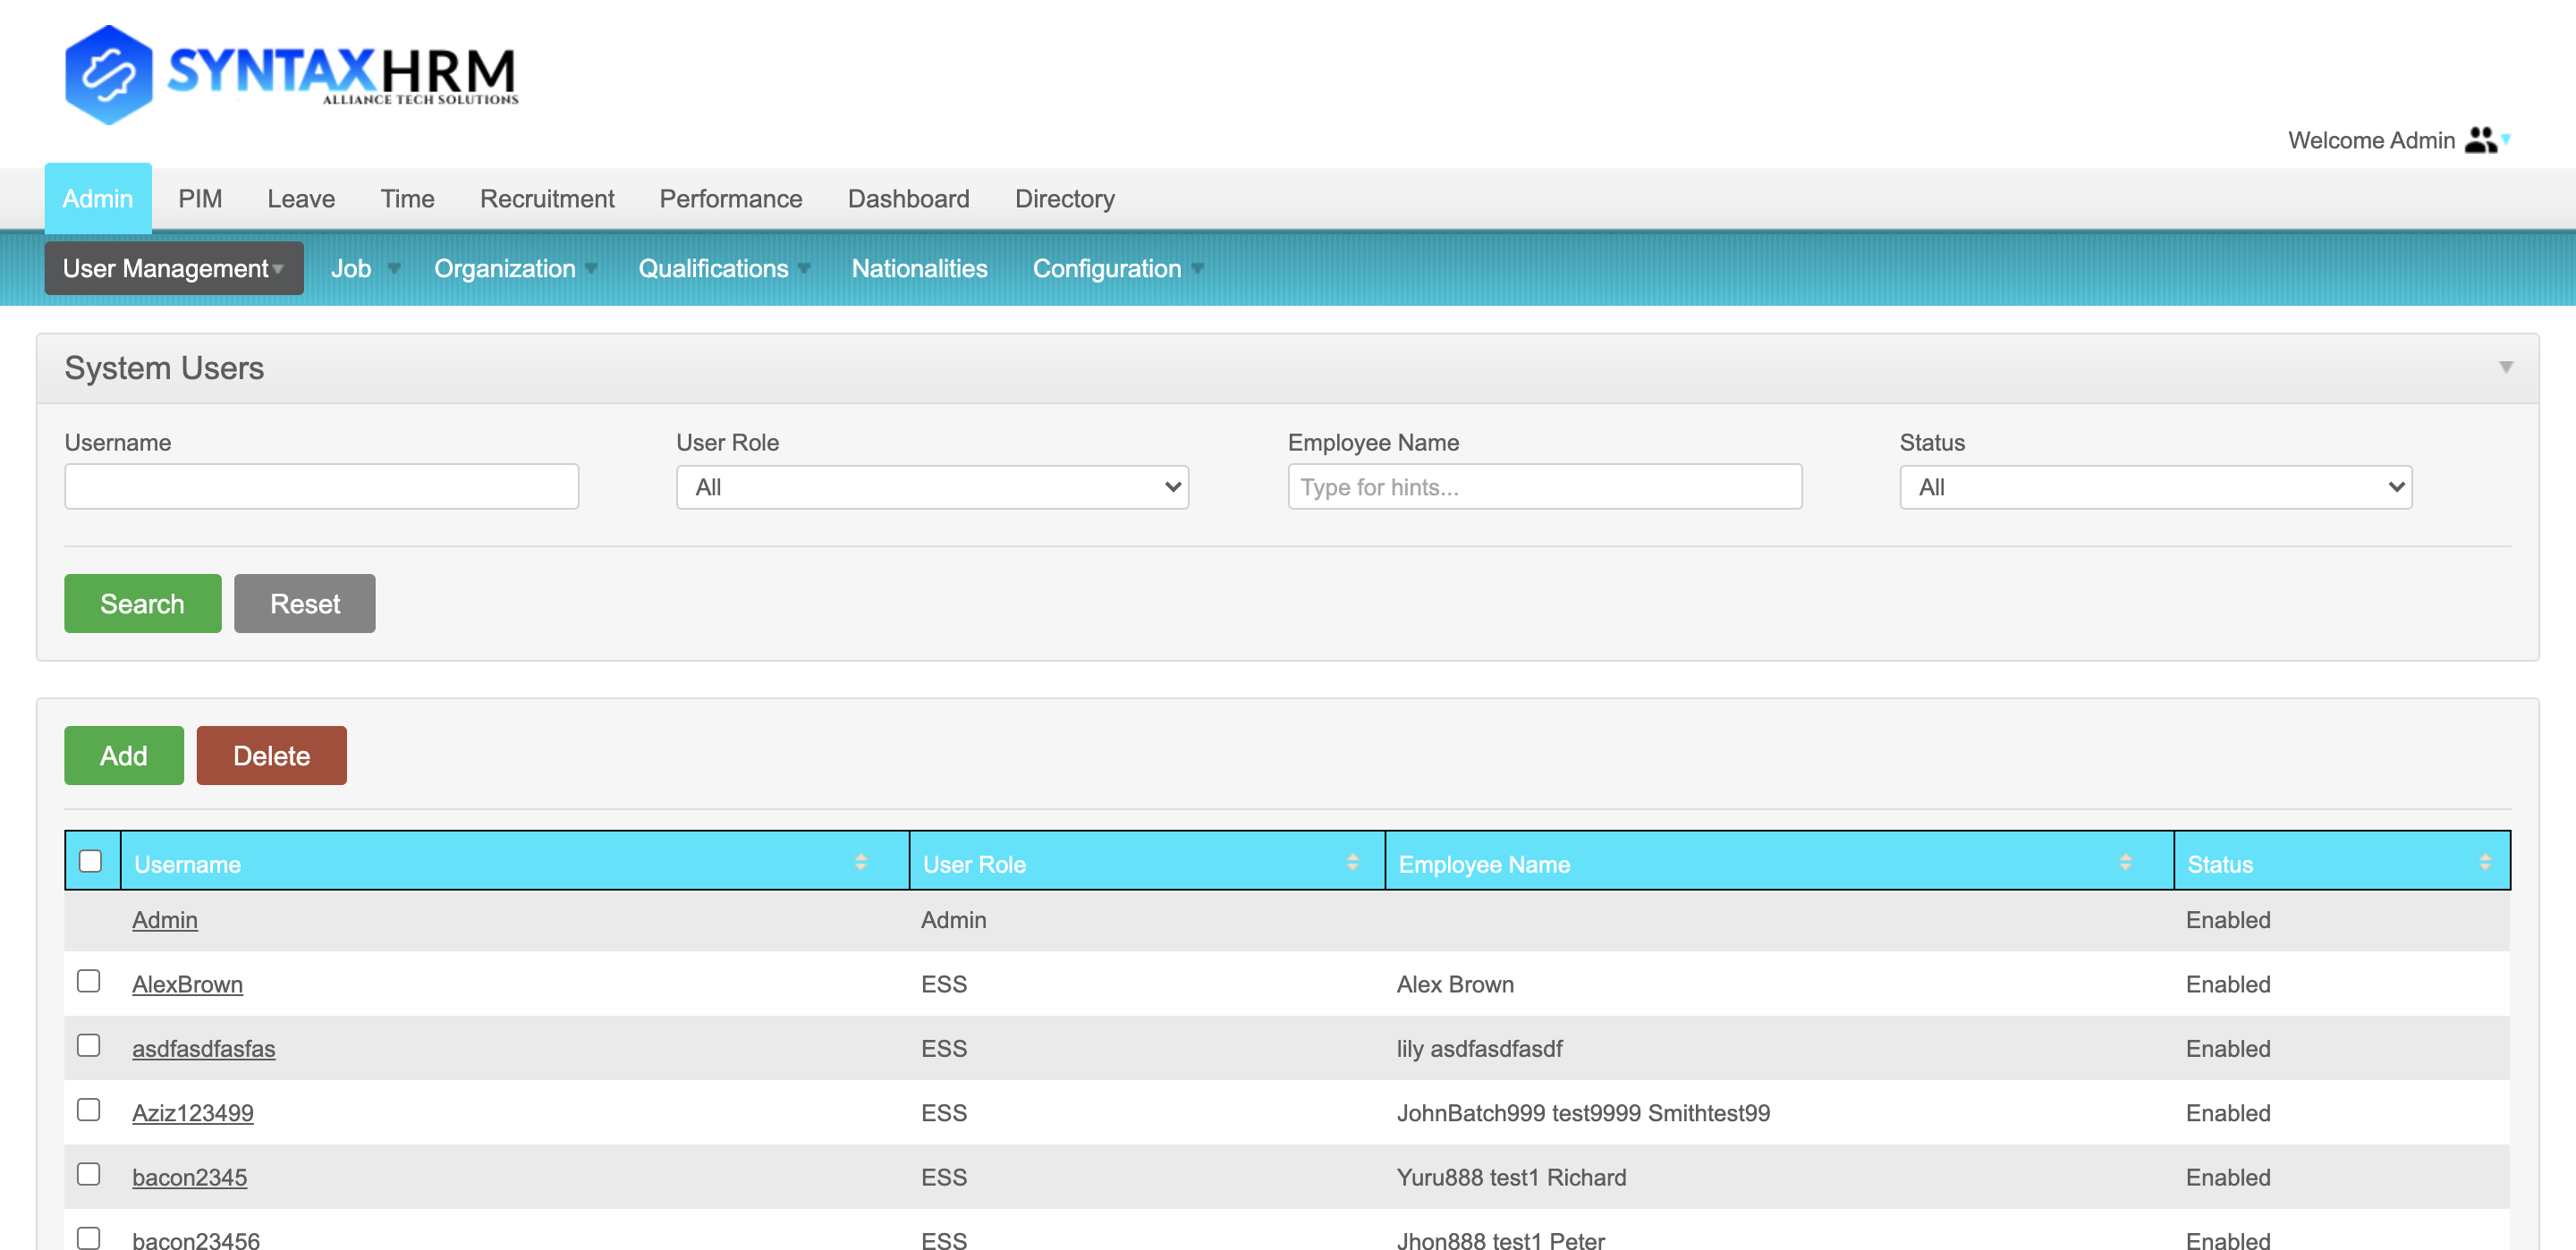 SYNTAXHRM
ALLIANCE TECH SOLUTIONS
Welcome Admin
Admin PIM Leave Time Recruitment Performance Dashboard Directory
User Management Job Organization Qualifications Nationalities Configuration
System Users
Username User Role Employee Name Status
All Type for hints... All
Search Reset
Add Delete
Username User Role Employee Name Status
Admin Admin Enabled
AlexBrown ESS Alex Brown Enabled
asdfasdfasfas ESS lily asdfasdfasdf Enabled
Aziz123499 ESS JohnBatch999 test9999 Smithtest99 Enabled
bacon2345 ESS Yuru888 test1 Richard Enabled
bacon23456 ESS Jhon888 test1 Peter Enabled